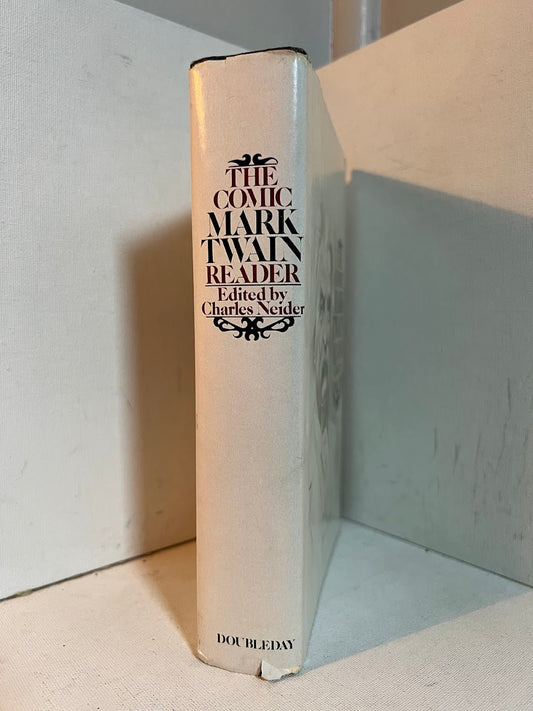 THE
COMIC
MARK
TWAIN
READER
Edited by
Charles Neider
DOUBLEDAY